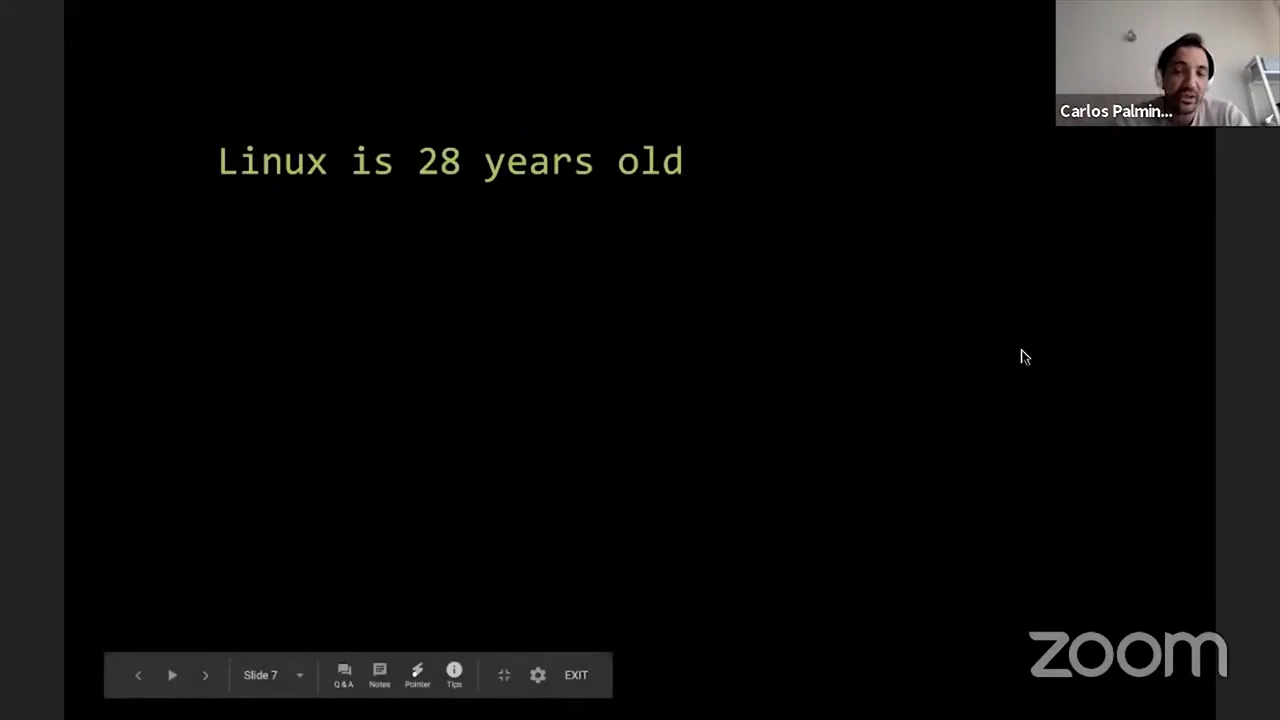 Linux is 28 years old
Carlos Palmin...
Slide 7
Q & A
Notes
Pointer
Tips
EXIT
zoom